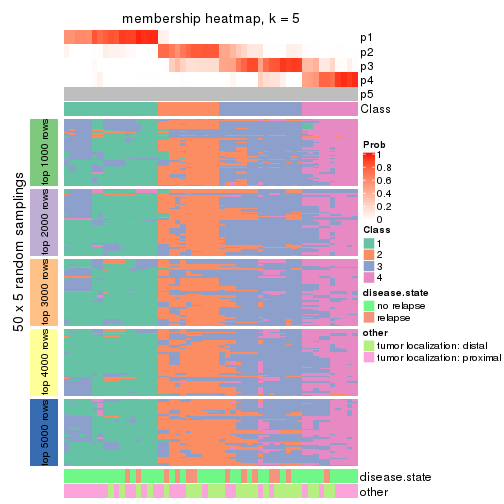 membership heatmap, k = 5
p1
p2
p3
p4
p5
Class
50 x 5 random samplings
top 1000 rows
top 2000 rows
top 3000 rows
top 4000 rows
top 5000 rows
disease.state
other
Prob
1
0.8
0.6
0.4
0.2
0
Class
1
2
3
4
disease.state
no relapse
relapse
other
tumor localization: distal
tumor localization: proximal